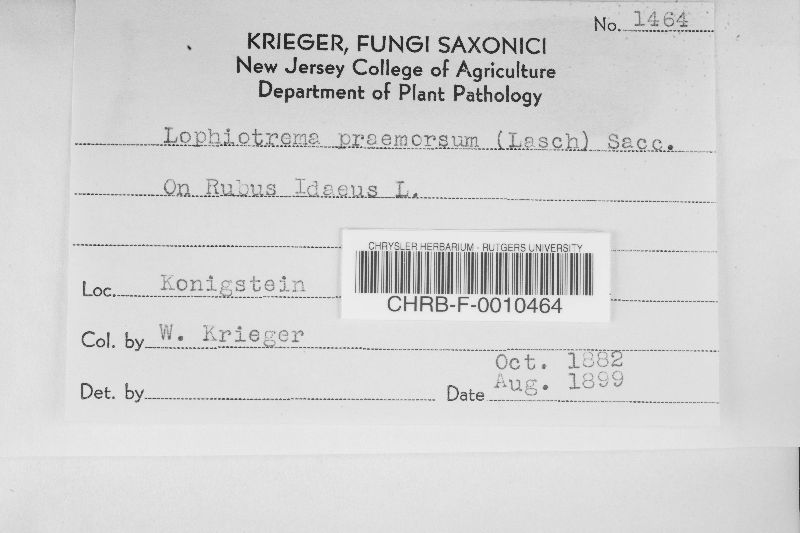 No. 1464
KRIEGER, FUNGI SAXONICI
New Jersey College of Agriculture
Department of Plant Pathology
Lophiotrema praemorsum (Lasch) Sacc.
On Rubus Idaeus L.
CHRYSLER HERBARIUM - RUTGERS UNIVERSITY
CHRB-F-0010464
Loc. Konigstein
Col. by W. Krieger
Oct. 1882
Det. by
Date Aug. 1899